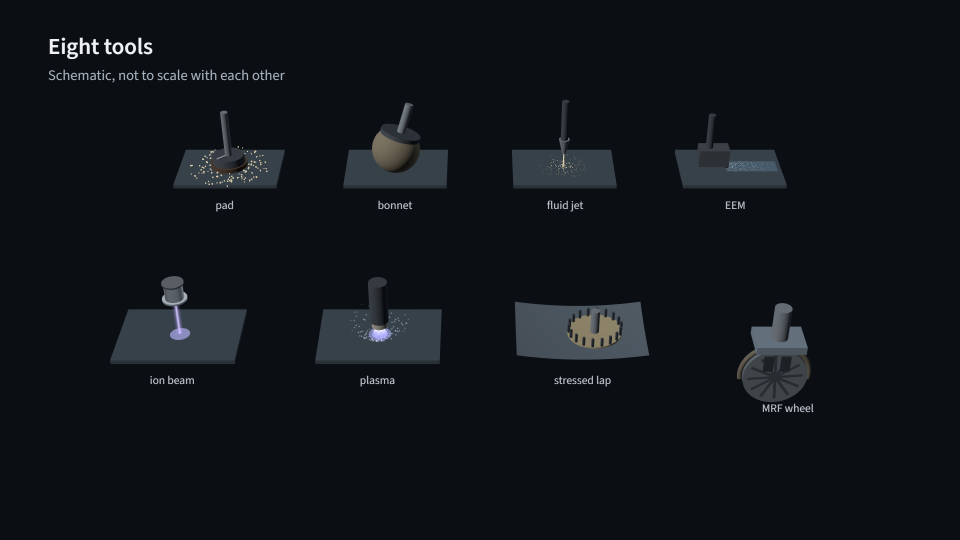 Eight tools
Schematic, not to scale with each other
pad
bonnet
fluid jet
EEM
ion beam
plasma
stressed lap
MRF wheel